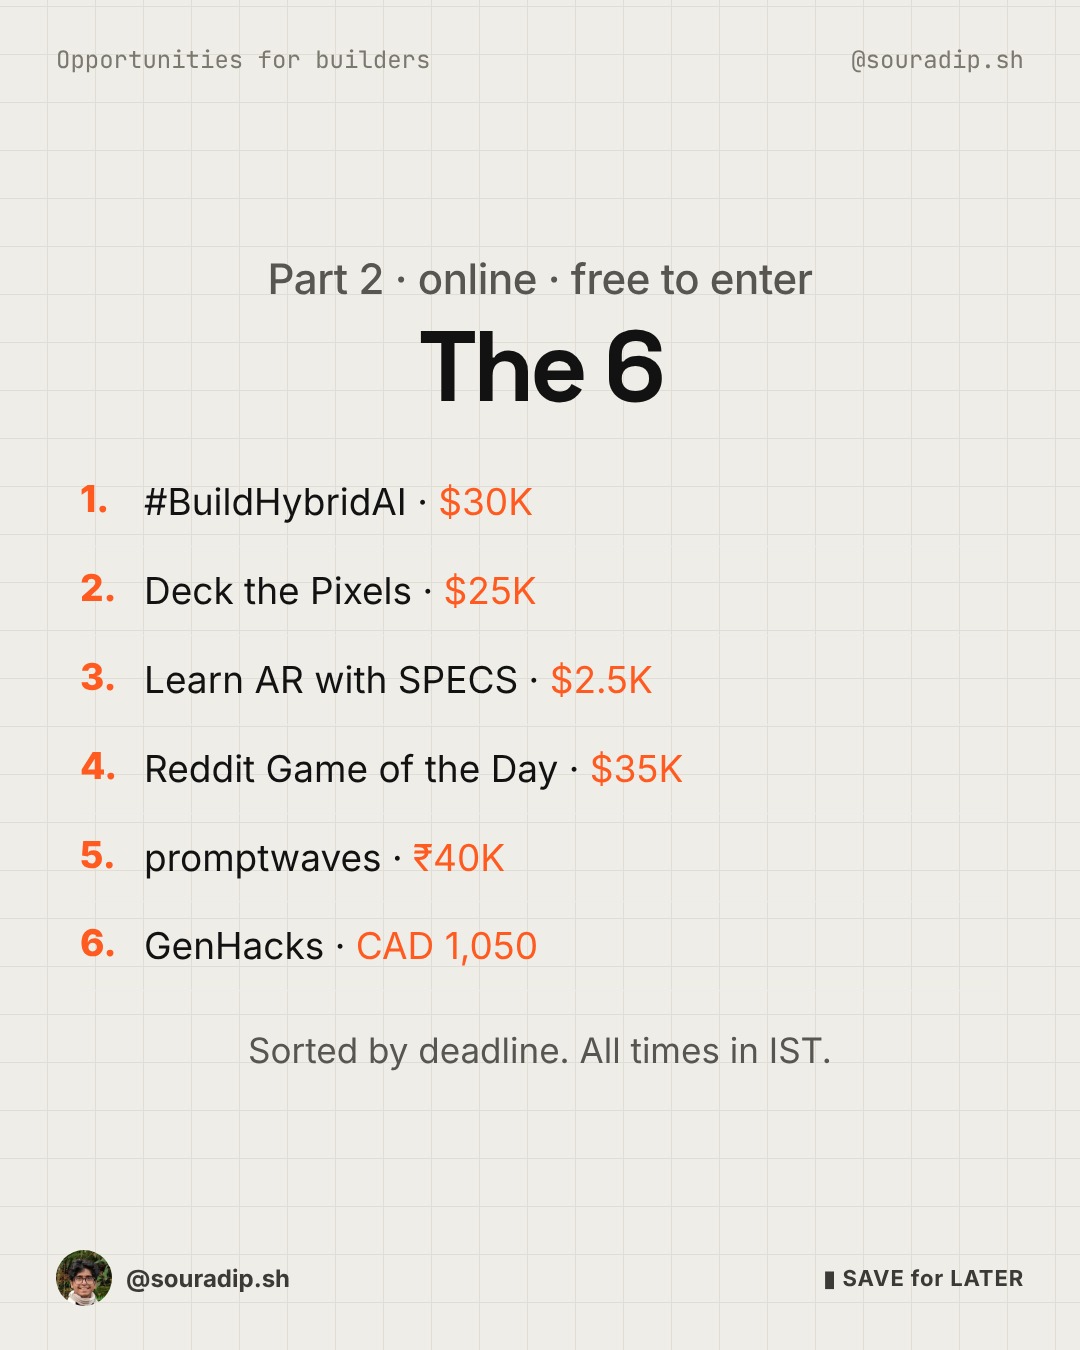 Opportunities for builders
@souradip.sh
Part 2 · online · free to enter
The 6
1. #BuildHybridAI · $30K
2. Deck the Pixels · $25K
3. Learn AR with SPECS · $2.5K
4. Reddit Game of the Day · $35K
5. promptwaves · ₹40K
6. GenHacks · CAD 1,050
Sorted by deadline. All times in IST.
@souradip.sh
▮ SAVE for LATER